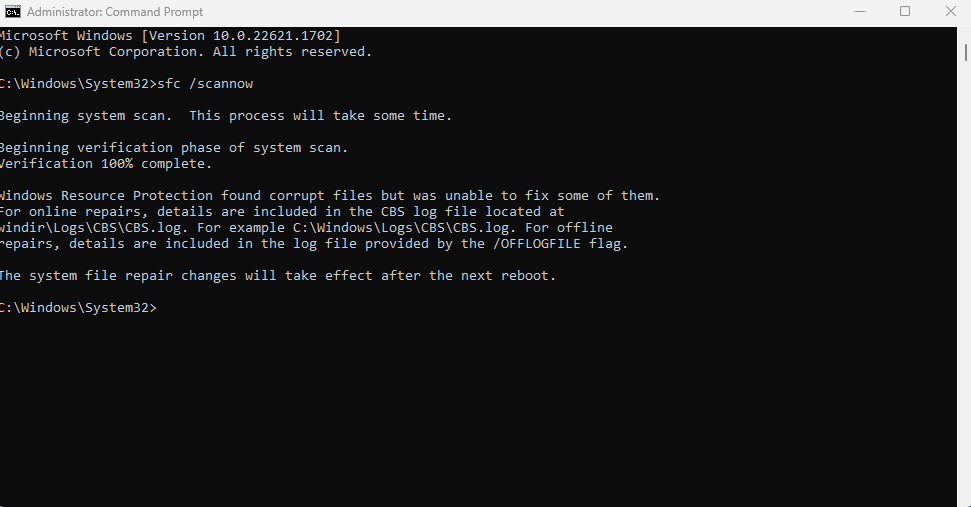 Administrator: Command Prompt
Microsoft Windows [Version 10.0.22621.1702]
(c) Microsoft Corporation. All rights reserved.
C:\Windows\System32>sfc /scannow
Beginning system scan.  This process will take some time.
Beginning verification phase of system scan.
Verification 100% complete.
Windows Resource Protection found corrupt files but was unable to fix some of them.
For online repairs, details are included in the CBS log file located at
windir\Logs\CBS\CBS.log. For example C:\Windows\Logs\CBS\CBS.log. For offline
repairs, details are included in the log file provided by the /OFFLOGFILE flag.
The system file repair changes will take effect after the next reboot.
C:\Windows\System32>